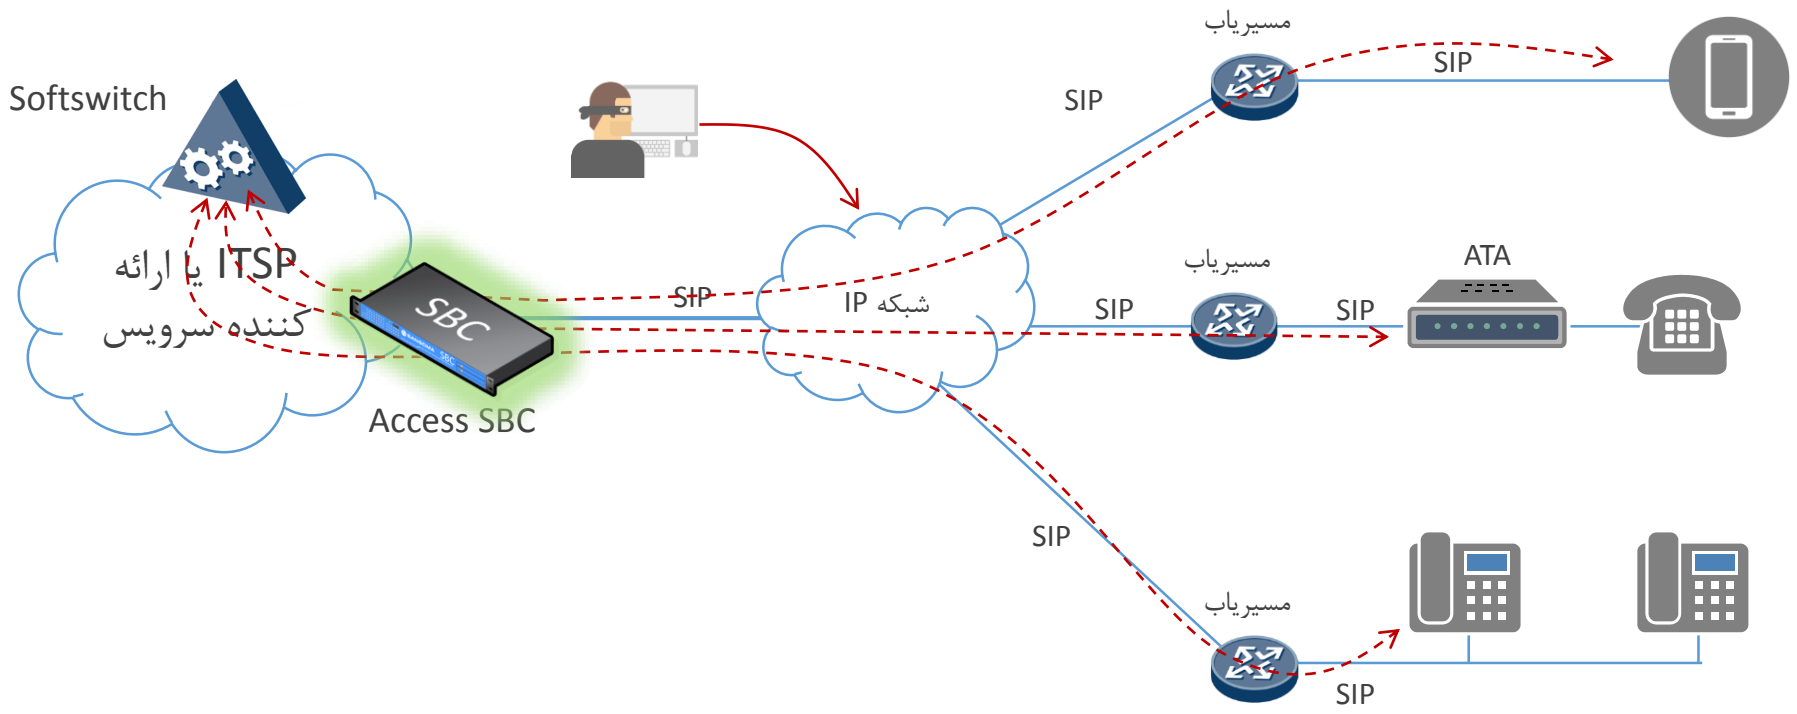 مسیریاب
SIP
SIP
Softswitch
ITSP یا ارائه
کننده سرویس
SBC
SBC
Access SBC
SIP
شبکه IP
مسیریاب
SIP
SIP
ATA
SIP
مسیریاب
SIP